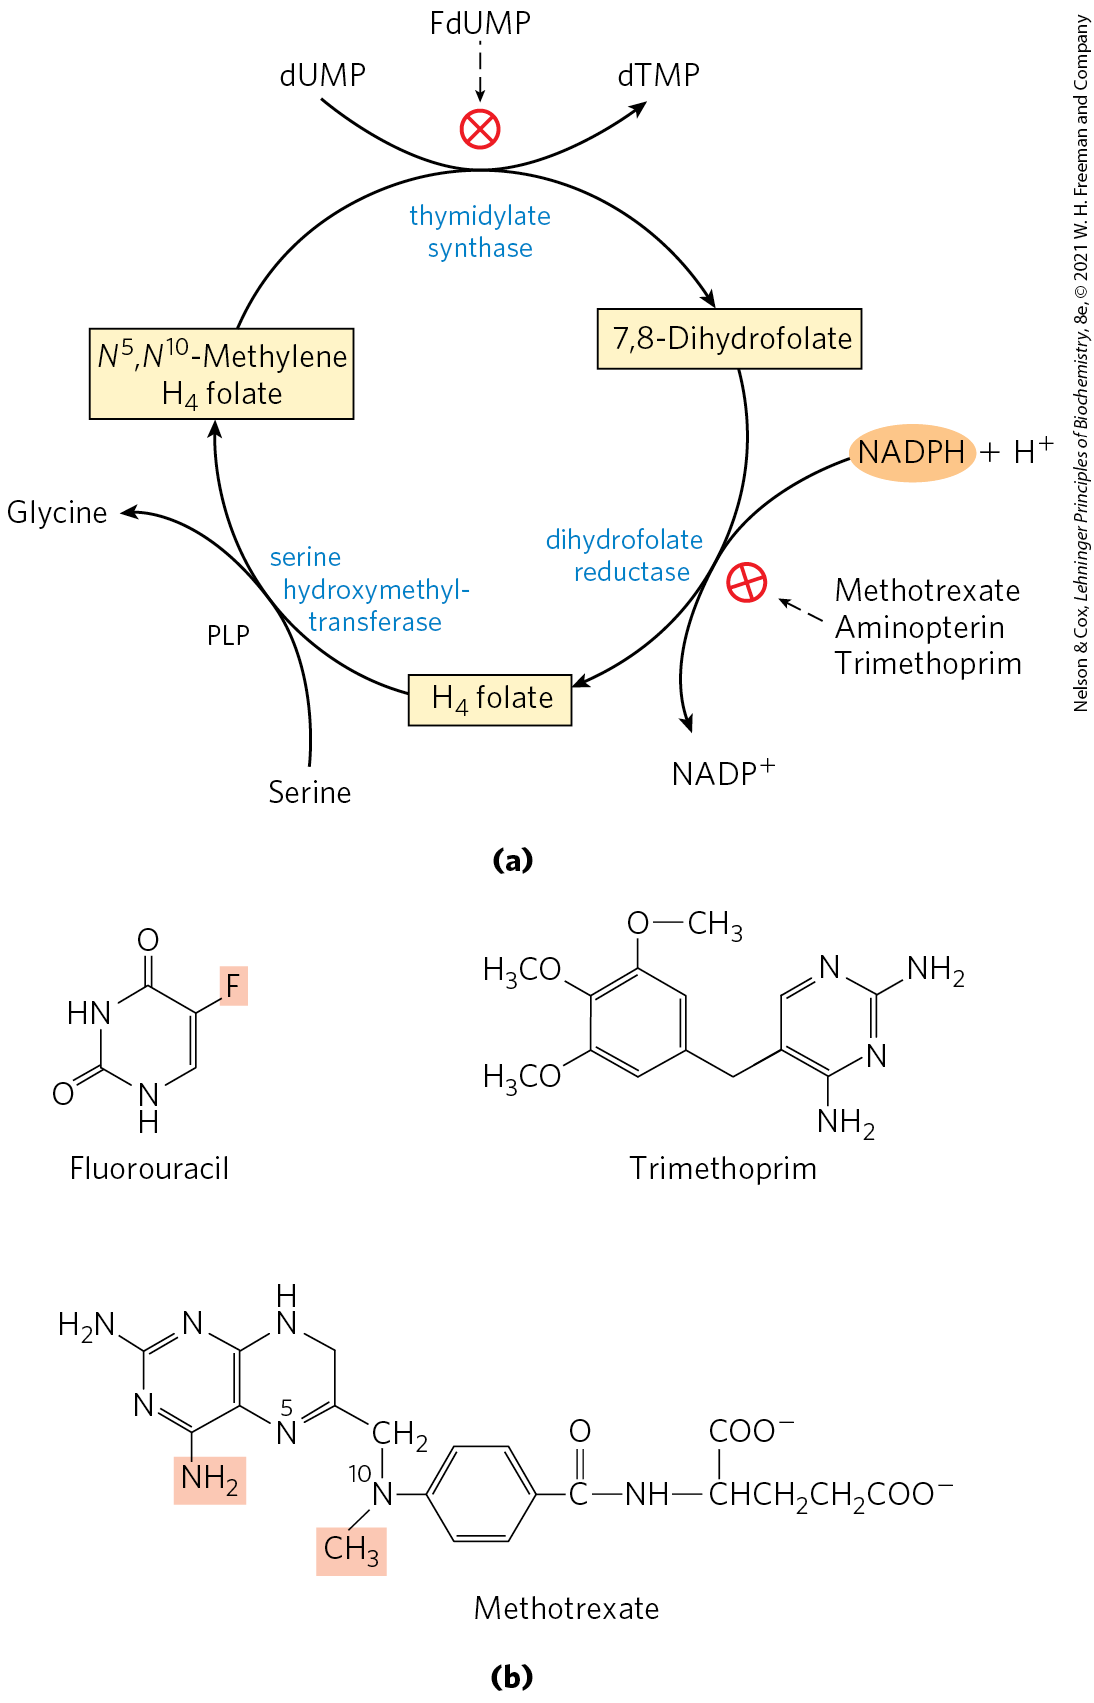 FdUMP
dUMP
dTMP
thymidylate
synthase
N⁵,N¹⁰-Methylene
H₄ folate
7,8-Dihydrofolate
NADPH + H⁺
Glycine
serine
hydroxymethyl-
transferase
dihydrofolate
reductase
Methotrexate
Aminopterin
Trimethoprim
PLP
H₄ folate
NADP⁺
Serine
(a)
Nelson & Cox, Lehninger Principles of Biochemistry, 8e, © 2021 W. H. Freeman and Company
O
F
HN
O
N
H
Fluorouracil
O—CH₃
H₃CO
N
NH₂
H₃CO
N
NH₂
Trimethoprim
H
H₂N
N
N
N
5
N
CH₂
NH₂
10
N
CH₃
O
C—NH—CHCH₂CH₂COO⁻
COO⁻
Methotrexate
(b)